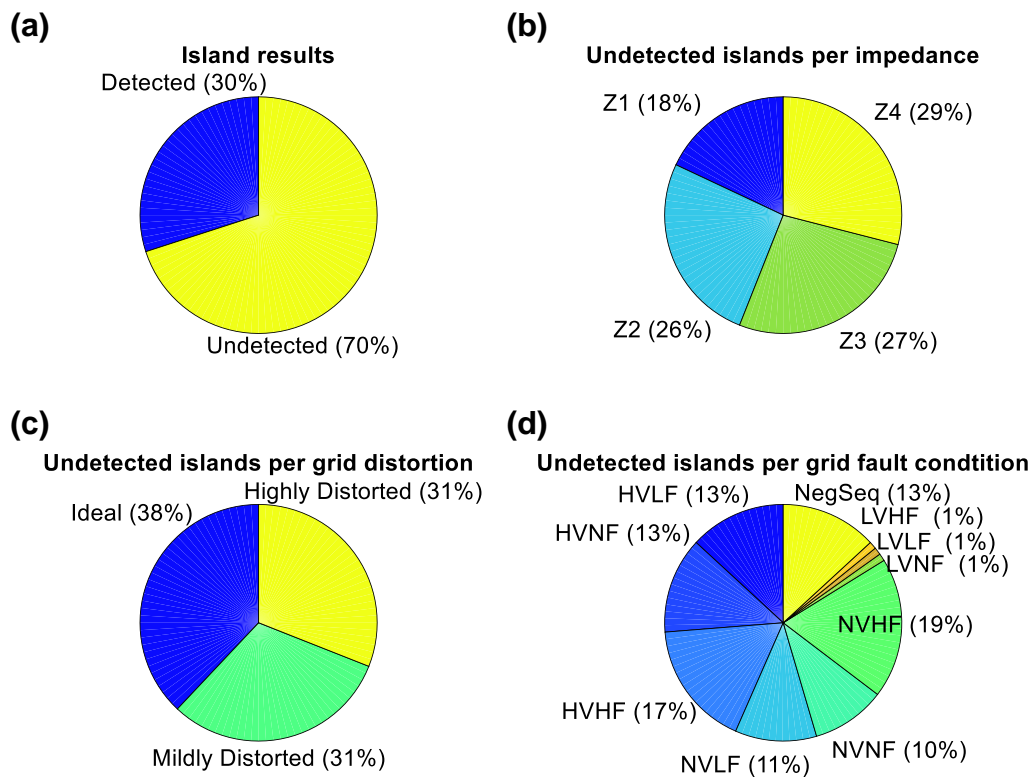 (a)
Island results
Detected (30%)
Undetected (70%)
(b)
Undetected islands per impedance
Z1 (18%)
Z4 (29%)
Z2 (26%)
Z3 (27%)
(c)
Undetected islands per grid distortion
Highly Distorted (31%)
Ideal (38%)
Mildly Distorted (31%)
(d)
Undetected islands per grid fault condtition
HVLF (13%)
NegSeq (13%)
LVHF (1%)
HVNF (13%)
LVLF (1%)
LVNF (1%)
NVHF (19%)
HVHF (17%)
NVNF (10%)
NVLF (11%)